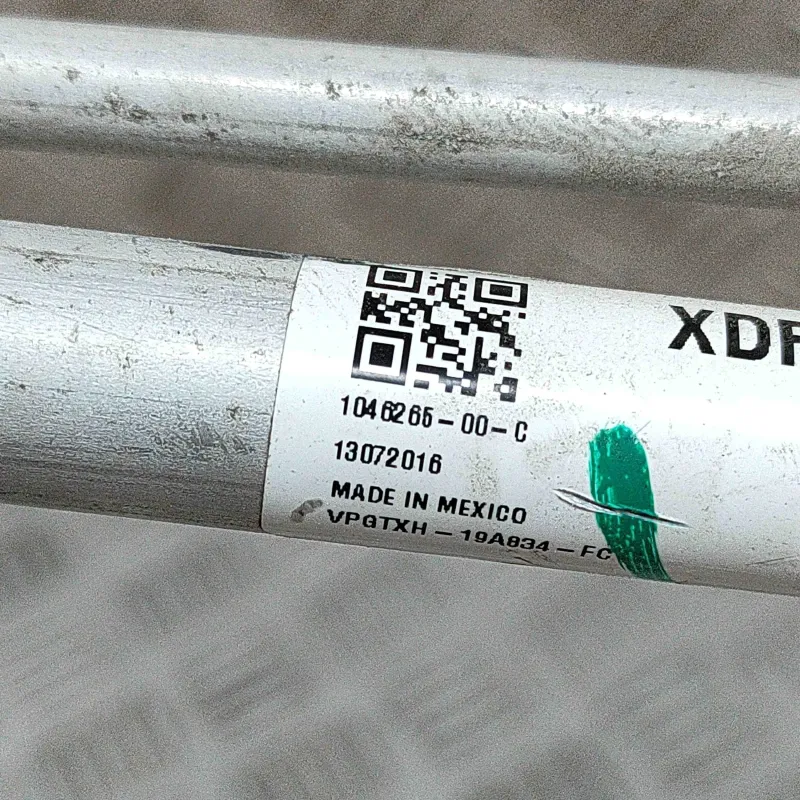 XDF
1046265-00-C
13072016
MADE IN MEXICO
VPGTXH-19A834-FC